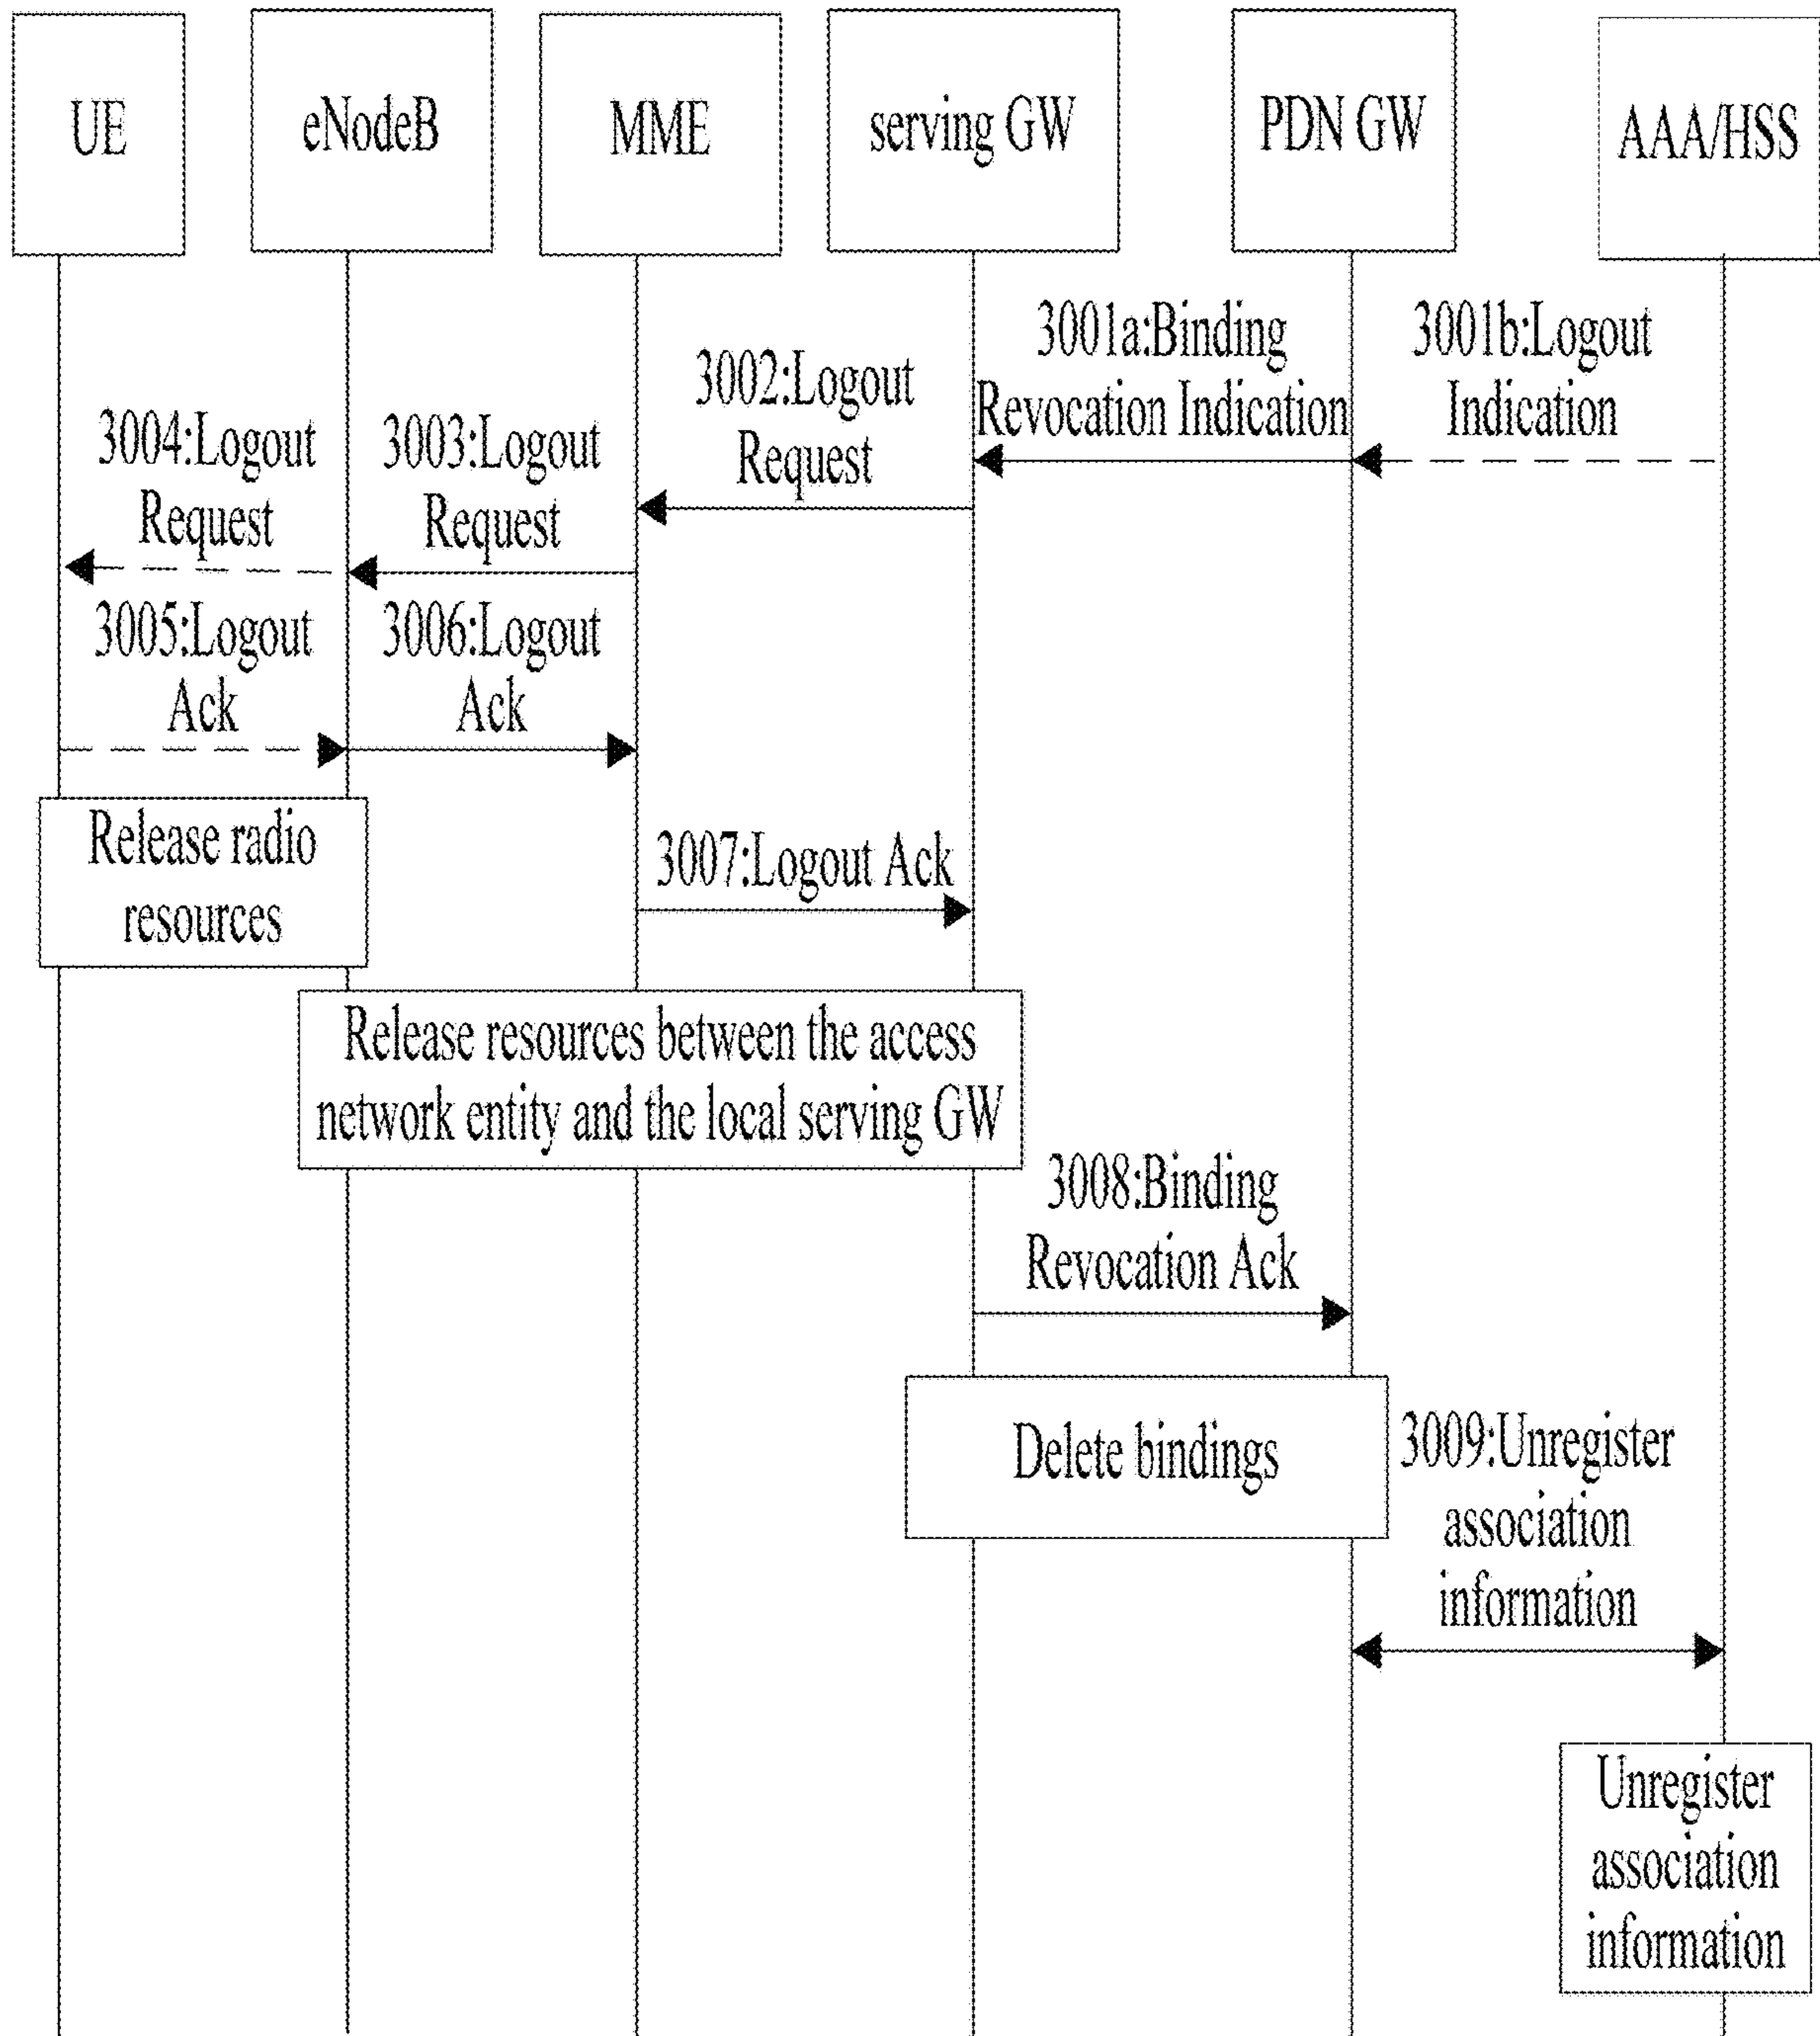 UE
eNodeB
MME
serving GW
PDN GW
AAA/HSS
3001a:Binding
Revocation Indication
3001b:Logout
Indication
3002:Logout
Request
3003:Logout
Request
3004:Logout
Request
3005:Logout
Ack
3006:Logout
Ack
Release radio
resources
3007:Logout Ack
Release resources between the access
network entity and the local serving GW
3008:Binding
Revocation Ack
Delete bindings
3009:Unregister
association
information
Unregister
association
information